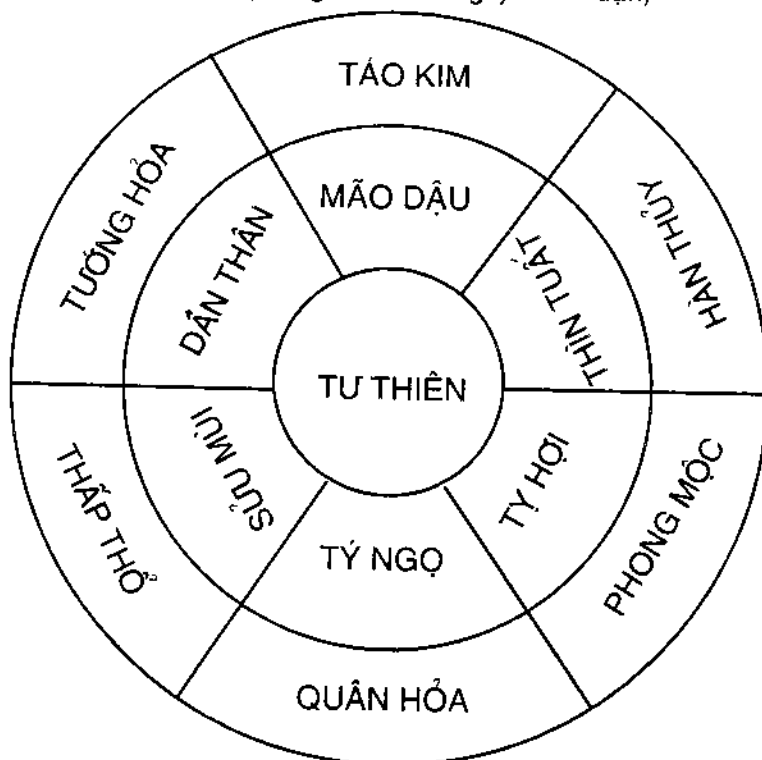 TÁO KIM
HÀN THỦY
PHONG MỘC
QUÂN HỎA
THẤP THỔ
TƯỚNG HỎA
MÃO DẬU
THÌN TUẤT
TỴ HỢI
TÝ NGỌ
SỬU MÙI
DẦN THÂN
TƯ THIÊN